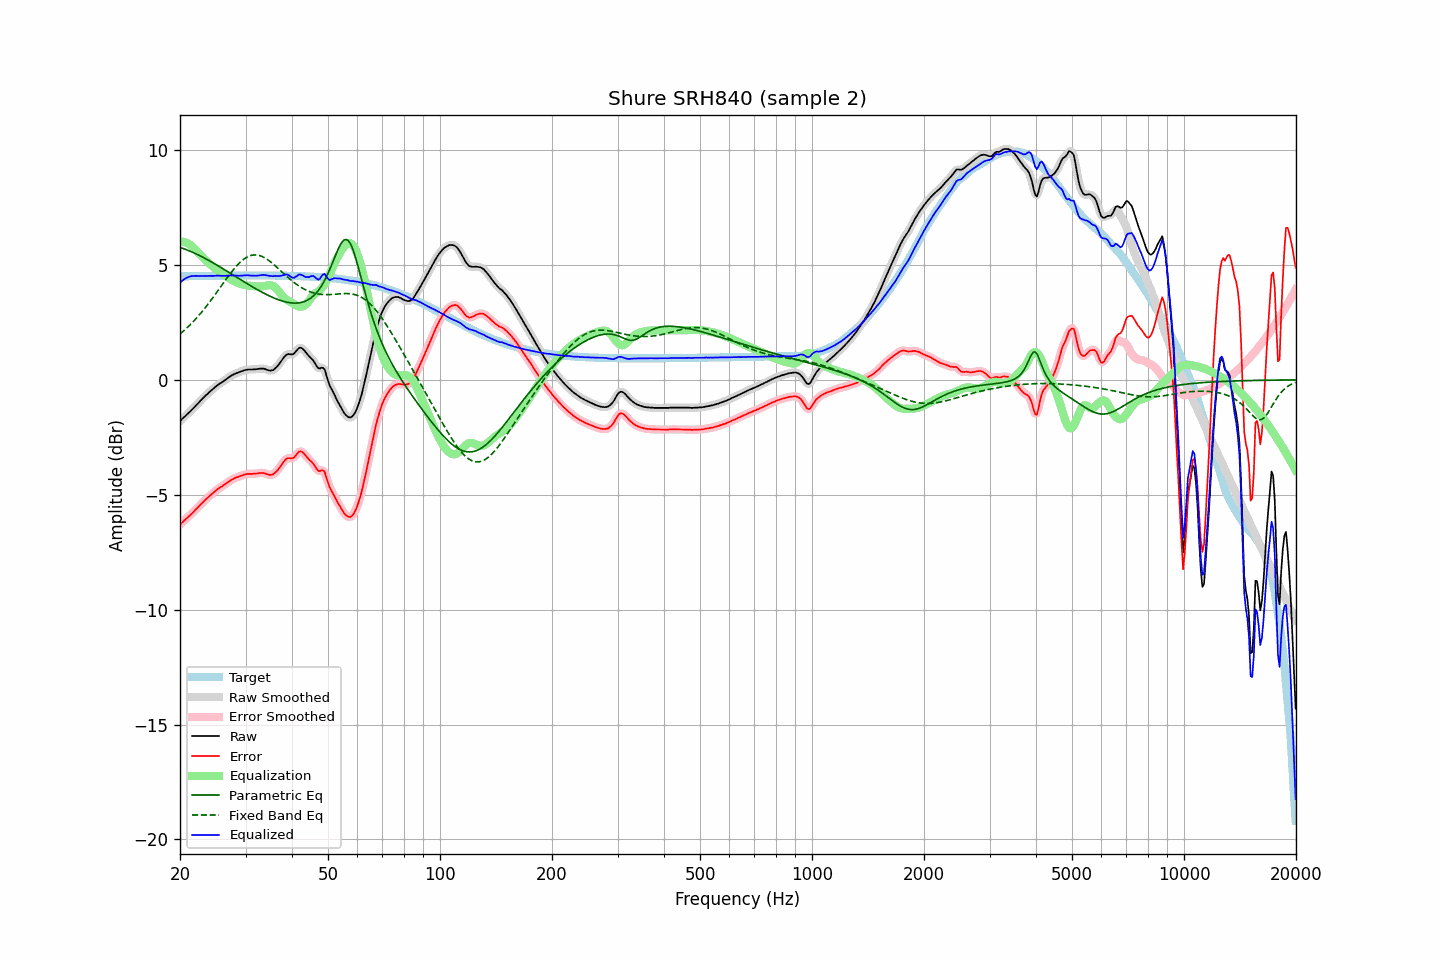 Shure SRH840 (sample 2)
Amplitude (dBr)
10
5
0
−5
−10
−15
−20
Target
Raw Smoothed
Error Smoothed
Raw
Error
Equalization
Parametric Eq
Fixed Band Eq
Equalized
20 50 100 200 500 1000 2000 5000 10000 20000
Frequency (Hz)